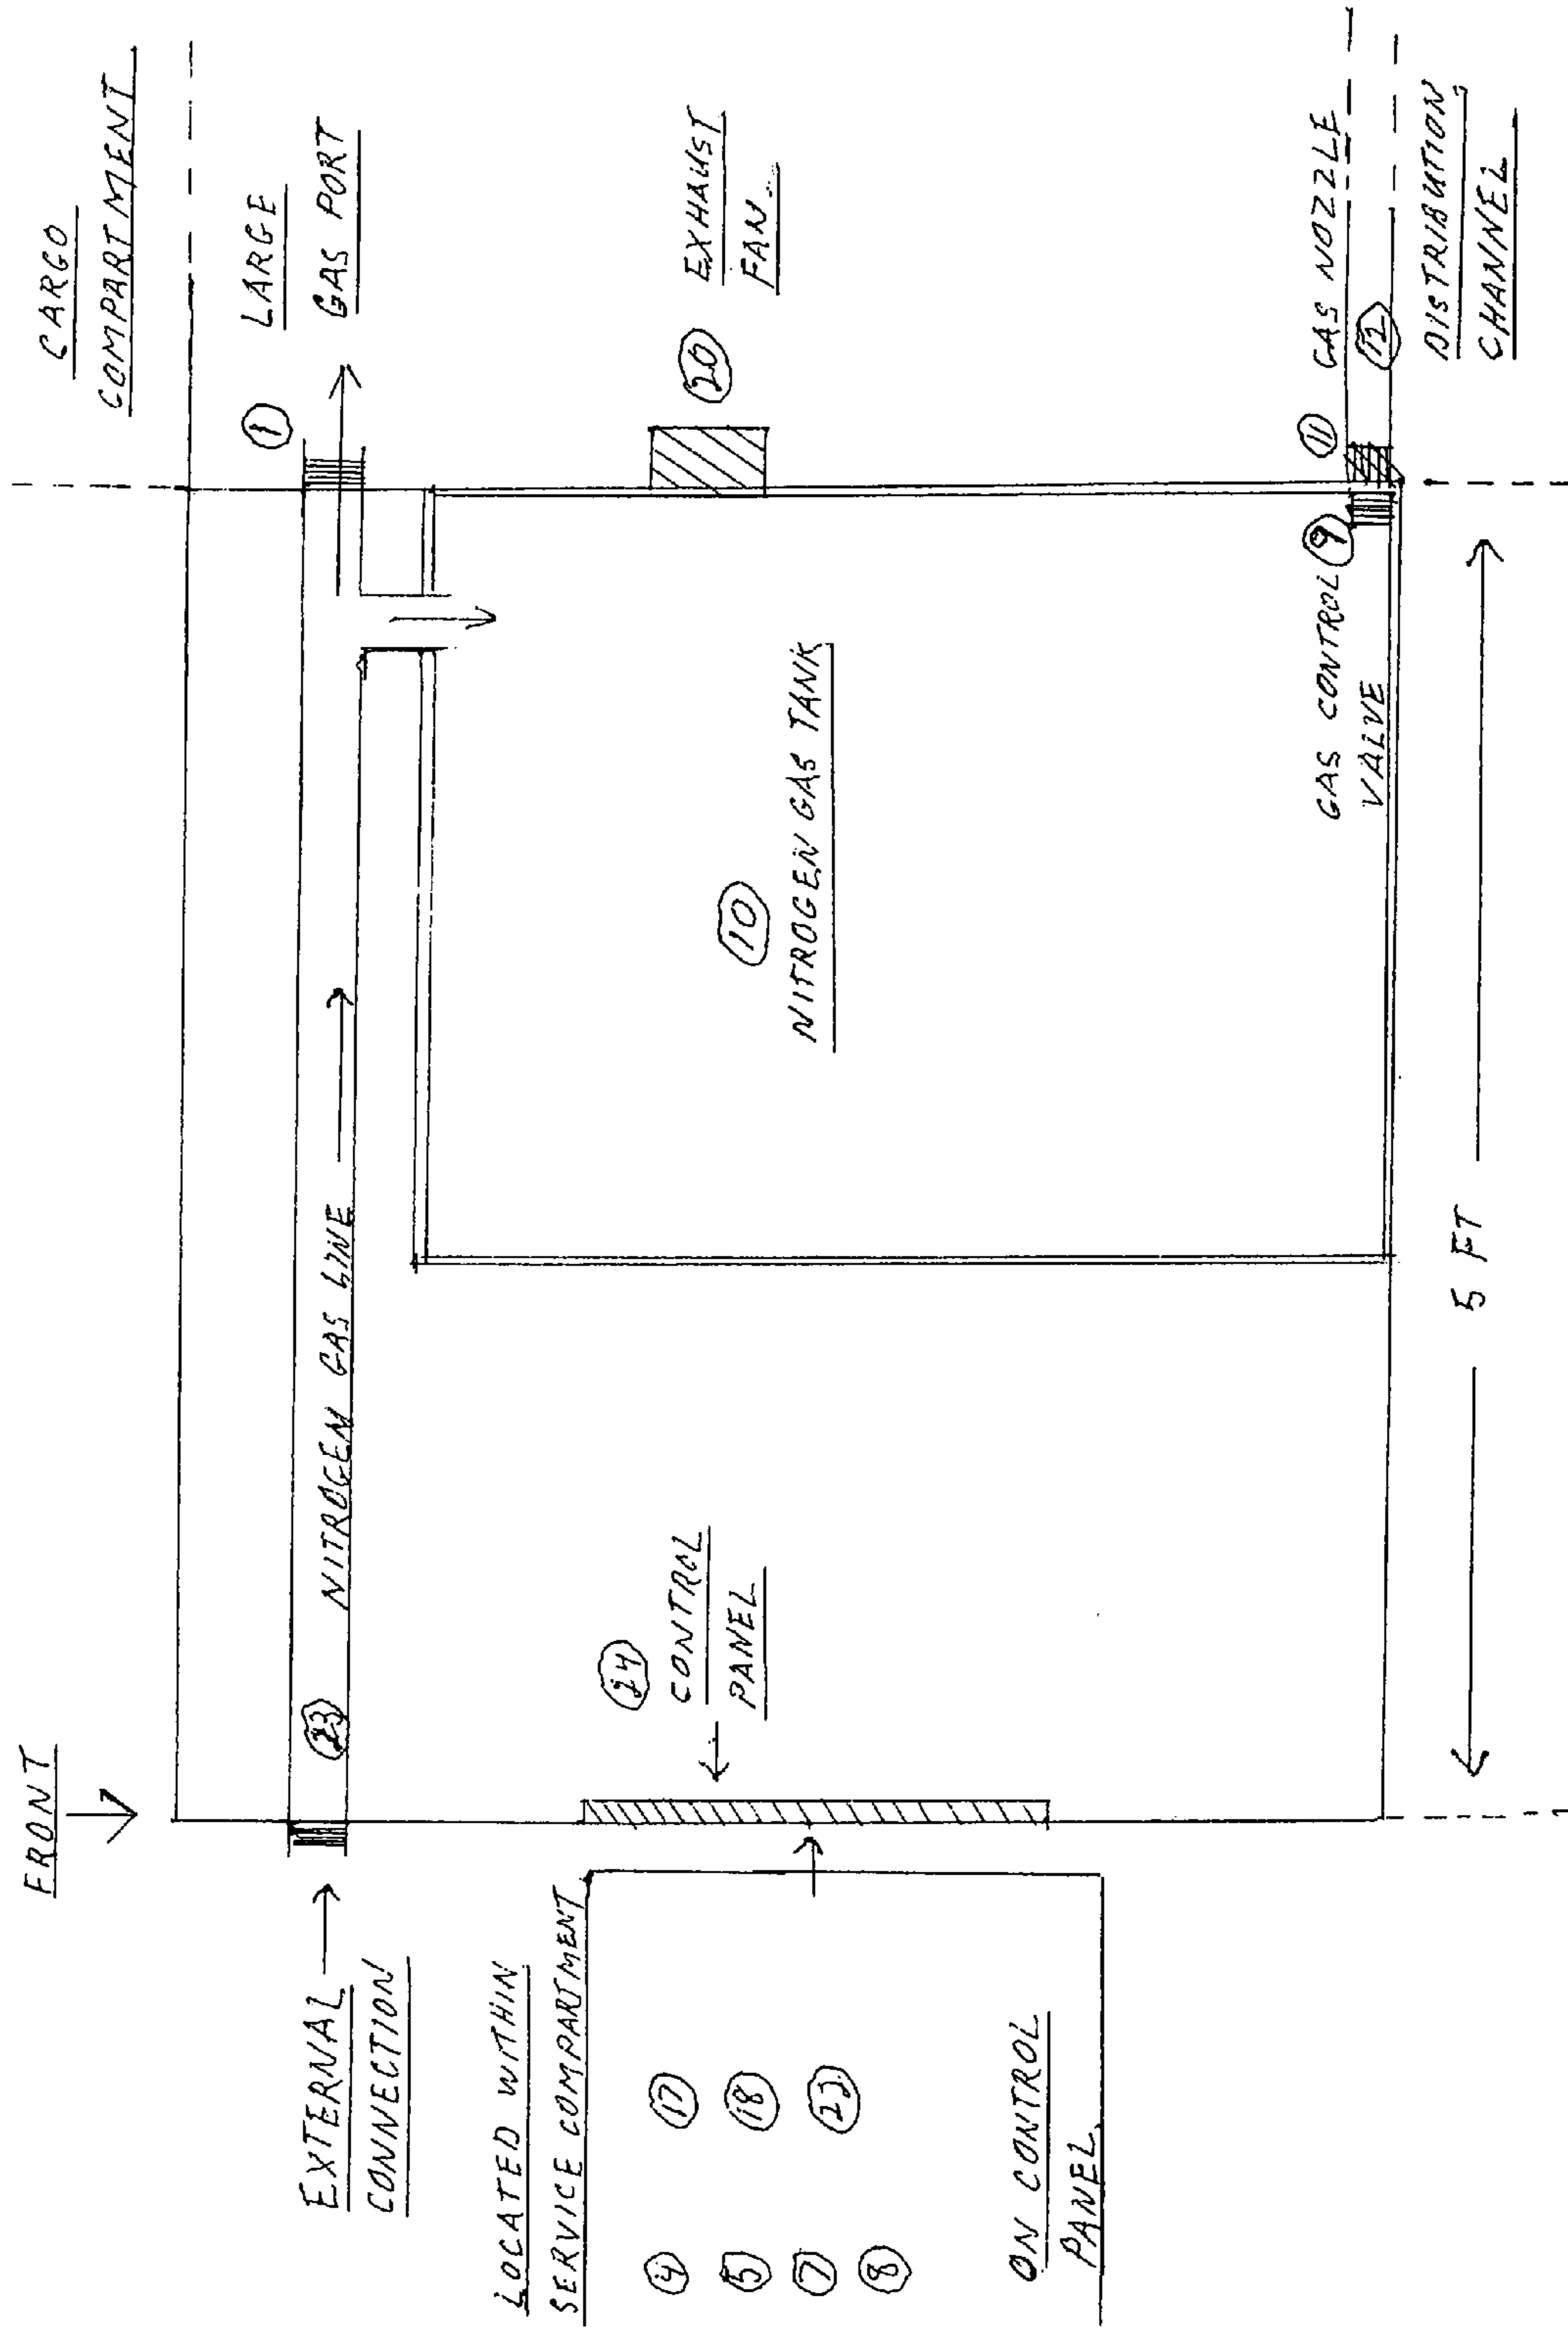 FRONT
CARGO
COMPARTMENT
1 LARGE
GAS PORT
EXTERNAL
CONNECTION
23 NITROGEN GAS LINE
LOCATED WITHIN
SERVICE COMPARTMENT
4 17
5 18
7 22
8
ON CONTROL
PANEL
24
CONTROL
PANEL
20 EXHAUST
FAN
10
NITROGEN GAS TANK
GAS CONTROL 9
VALVE
11 GAS NOZZLE
12
DISTRIBUTION
CHANNEL
5 FT